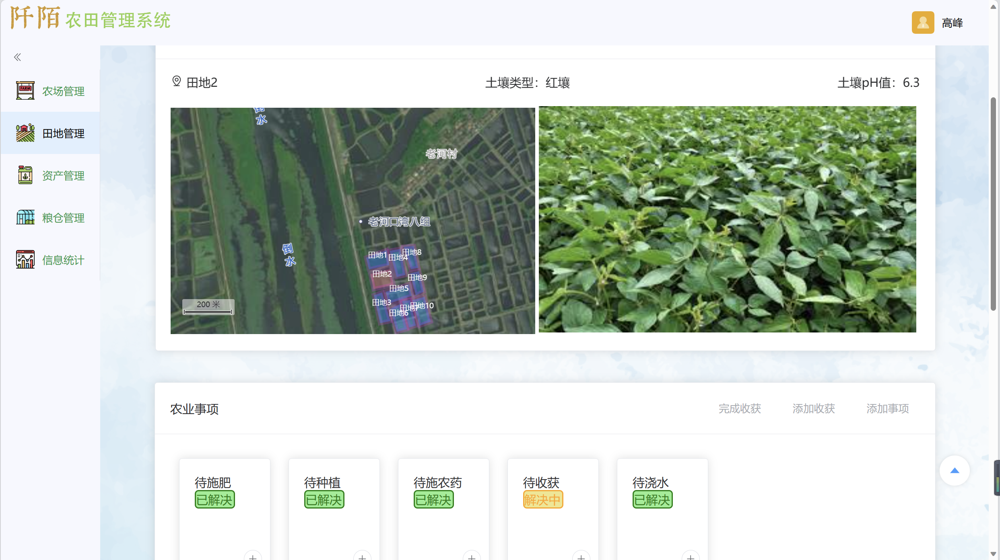 阡陌 农田管理系统
高峰
农场管理
FARM
田地管理
资产管理
粮仓管理
信息统计
田地2
土壤类型：红壤
土壤pH值：6.3
倒水
老河村
老河口湾八组
倒水
田地1
田地4
田地8
田地2
田地9
田地5
田地3
田地7
田地10
田地6
200 米
农业事项
完成收获
添加收获
添加事项
待施肥
已解决
待种植
已解决
待施农药
已解决
待收获
解决中
待浇水
已解决